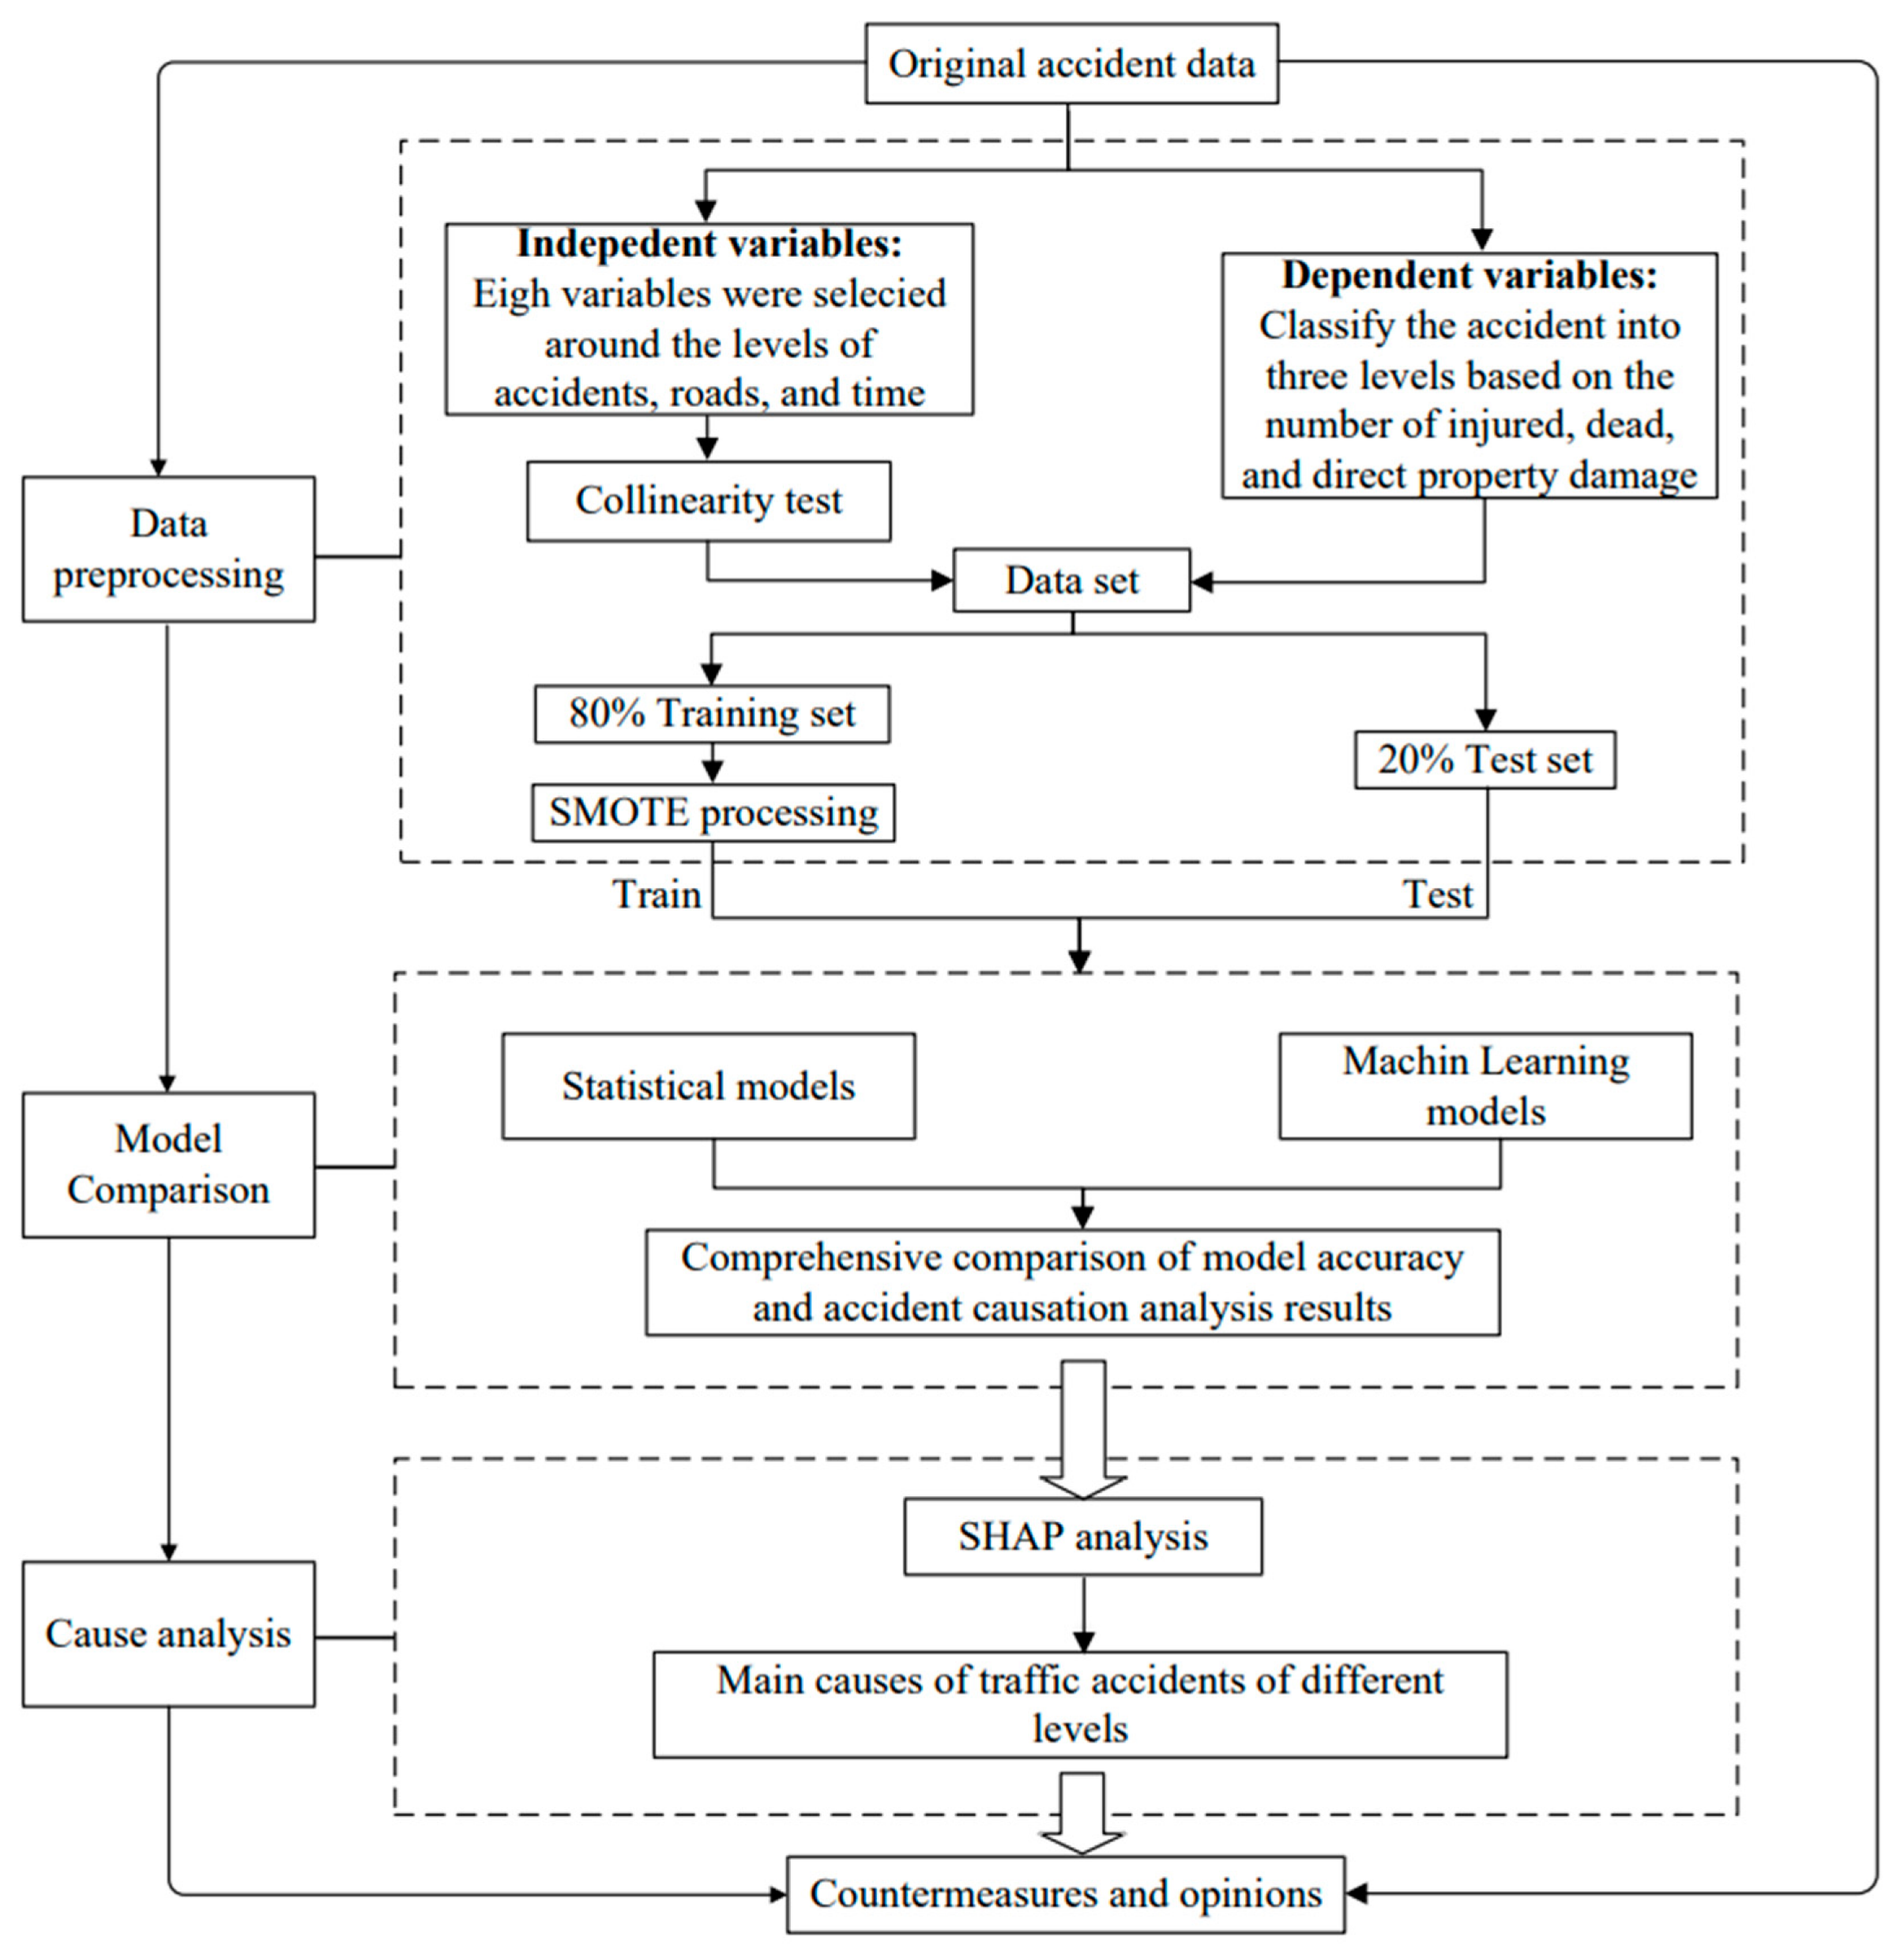 Original accident data
Indepedent variables:
Eigh variables were selecied
around the levels of
accidents, roads, and time
Dependent variables:
Classify the accident into
three levels based on the
number of injured, dead,
and direct property damage
Collinearity test
Data
preprocessing
Data set
80% Training set
20% Test set
SMOTE processing
Train
Test
Statistical models
Machin Learning
models
Model
Comparison
Comprehensive comparison of model accuracy
and accident causation analysis results
SHAP analysis
Cause analysis
Main causes of traffic accidents of different
levels
Countermeasures and opinions